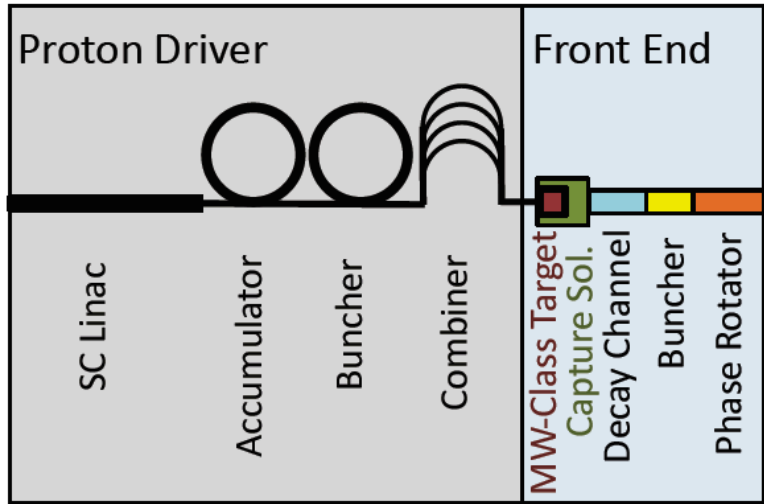 Proton Driver
Front End
SC Linac
Accumulator
Buncher
Combiner
MW-Class Target
Capture Sol.
Decay Channel
Buncher
Phase Rotator